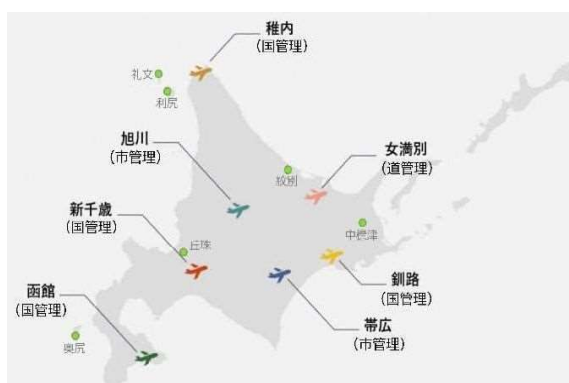 稚内
（国管理）
礼文
利尻
旭川
（市管理）
女満別
（道管理）
紋別
新千歳
（国管理）
中標津
丘珠
釧路
（国管理）
函館
（国管理）
帯広
（市管理）
奥尻